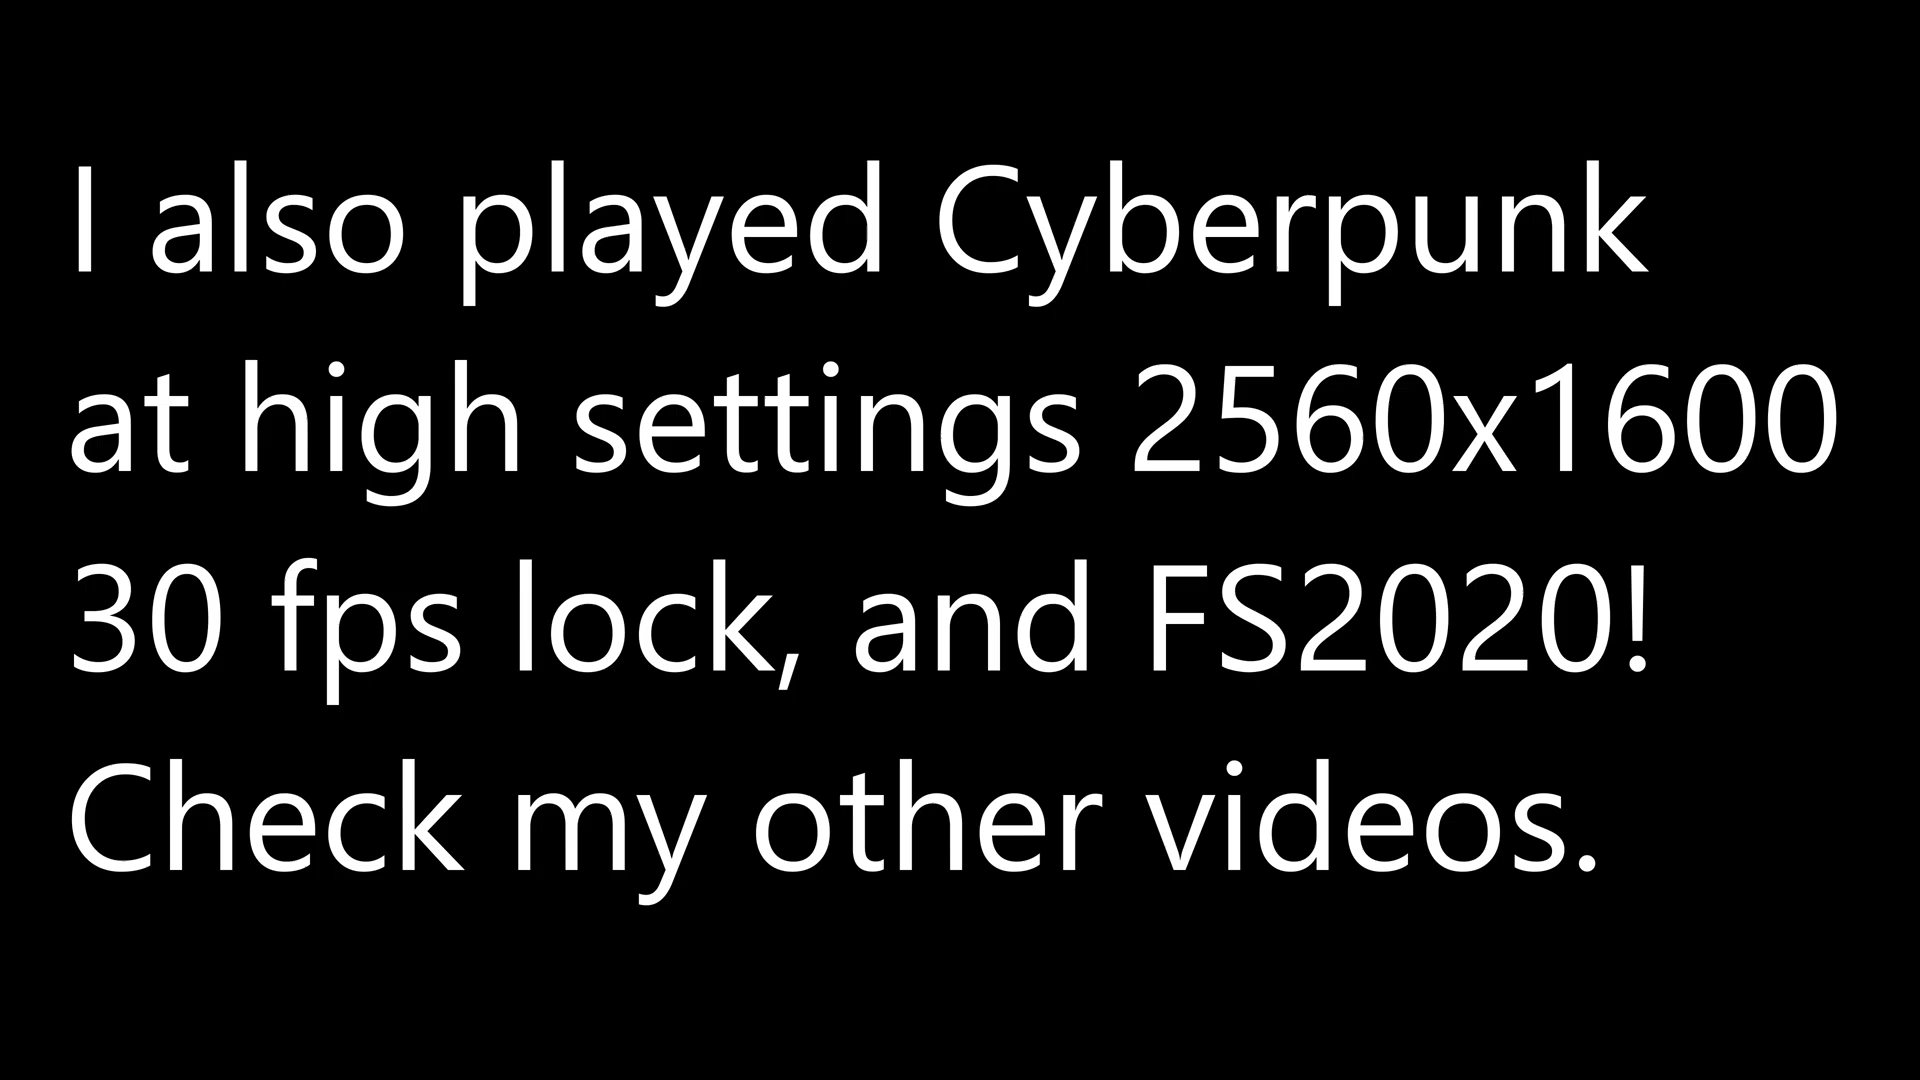 I also played Cyberpunk
at high settings 2560x1600
30 fps lock, and FS2020!
Check my other videos.